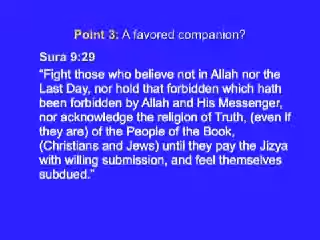 Point 3: A favored companion?
Sura 9:29
“Fight those who believe not in Allah nor the
Last Day, nor hold that forbidden which hath
been forbidden by Allah and His Messenger,
nor acknowledge the religion of Truth, (even if
they are) of the People of the Book,
(Christians and Jews) until they pay the Jizya
with willing submission, and feel themselves
subdued.”